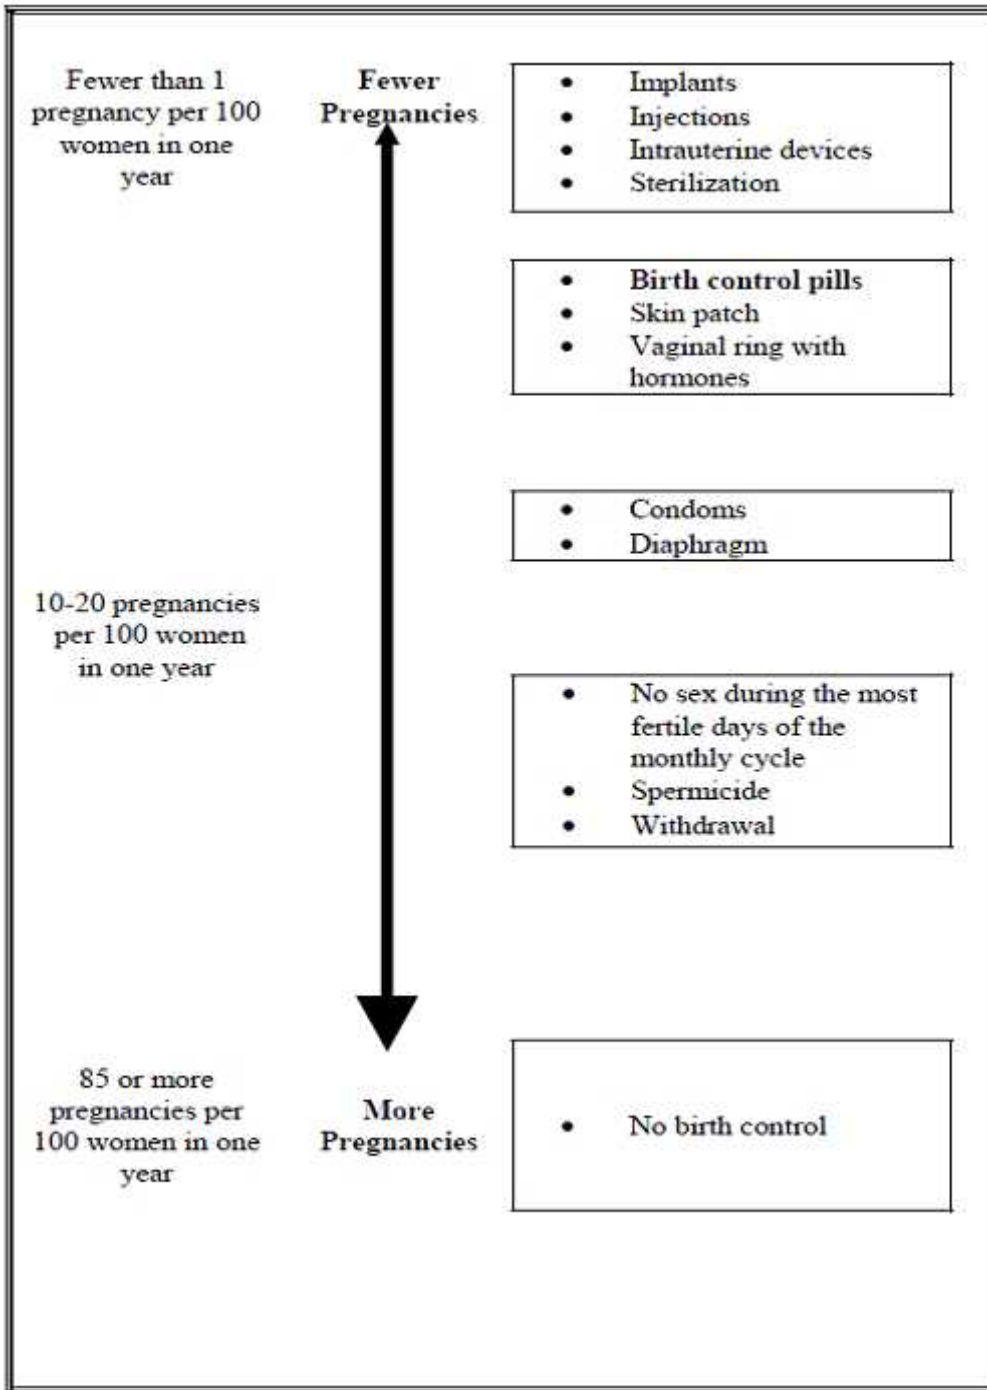 Fewer than 1
pregnancy per 100
women in one
year
Fewer
Pregnancies
• Implants
• Injections
• Intrauterine devices
• Sterilization
• Birth control pills
• Skin patch
• Vaginal ring with
hormones
• Condoms
• Diaphragm
10-20 pregnancies
per 100 women
in one year
• No sex during the most
fertile days of the
monthly cycle
• Spermicide
• Withdrawal
85 or more
pregnancies per
100 women in one
year
More
Pregnancies
• No birth control